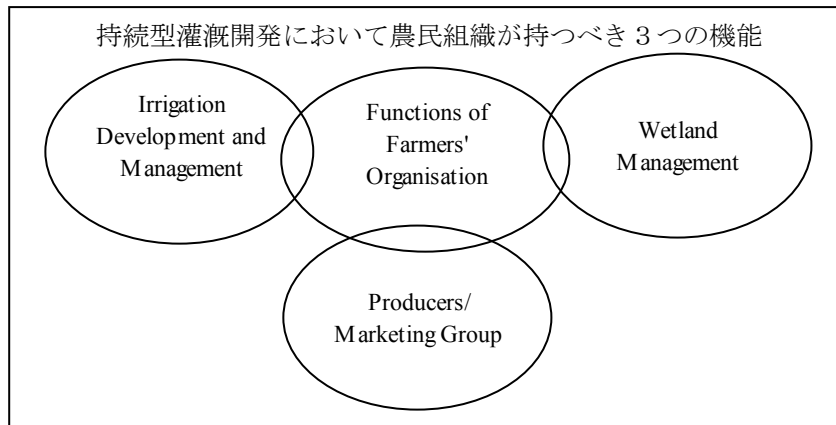 持続型灌漑開発において農民組織が持つべき３つの機能
Irrigation
Development and
Management
Functions of
Farmers'
Organisation
Wetland
Management
Producers/
Marketing Group